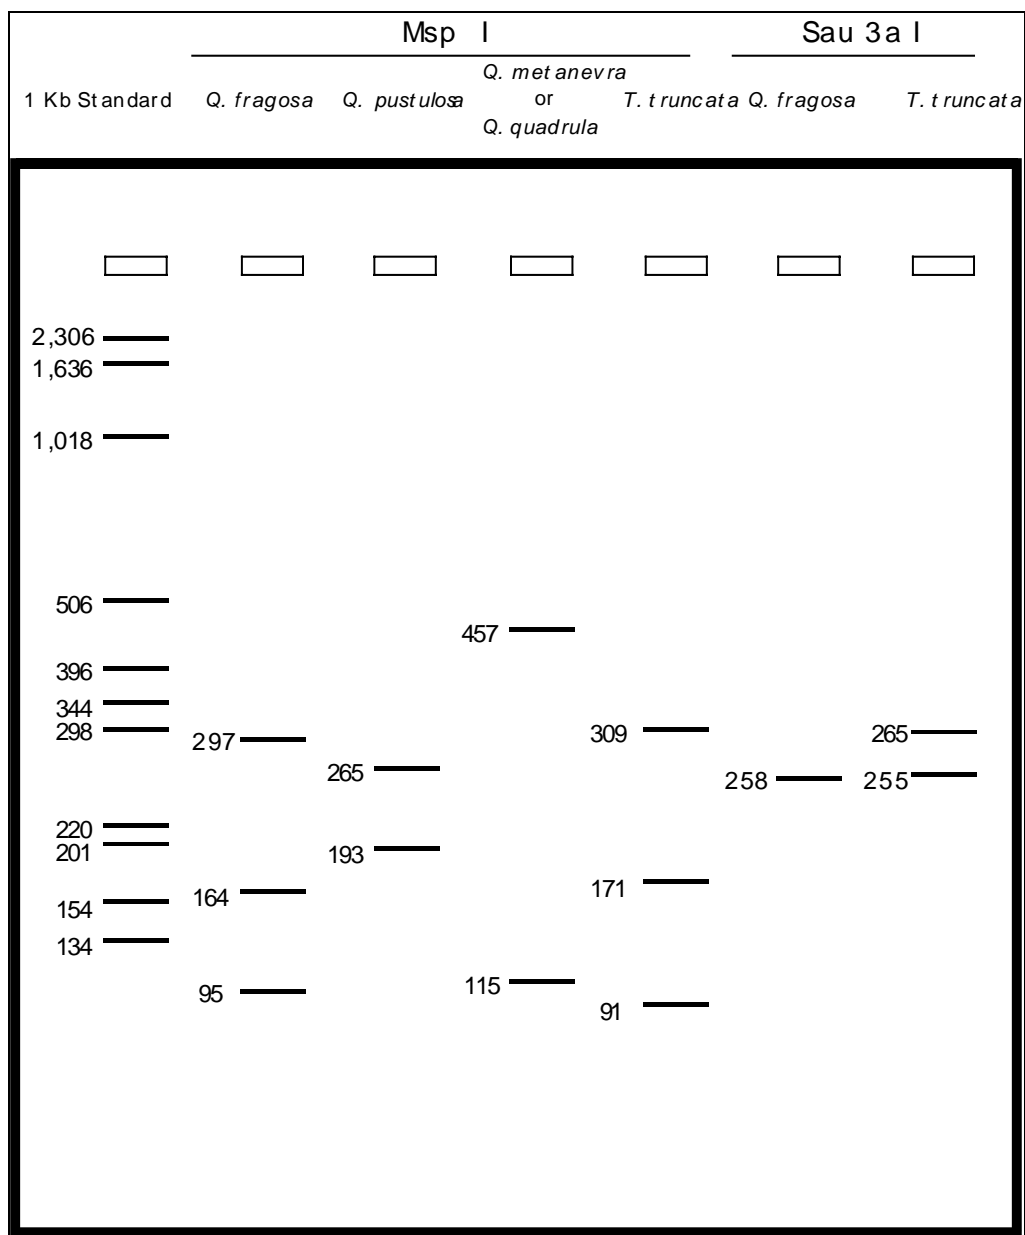 Msp I Sau 3a I
Q. metanevra
1 Kb Standard Q. fragosa Q. pustulosa or T. truncata Q. fragosa T. truncata
Q. quadrula
2,306
1,636
1,018
506
457
396
344
298 309 265
297
265 258 255
220
201 193
164 171
154
134
95 115
91